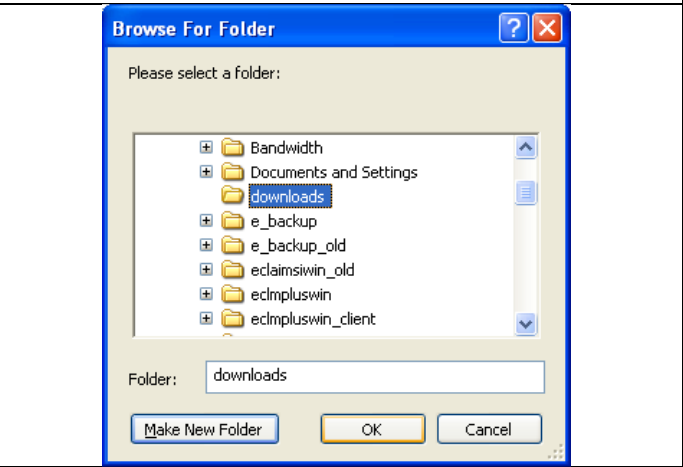 Browse For Folder
Please select a folder:
Bandwidth
Documents and Settings
downloads
e_backup
e_backup_old
eclaimsiwin_old
eclmpluswin
eclmpluswin_client
Folder: downloads
Make New Folder OK Cancel